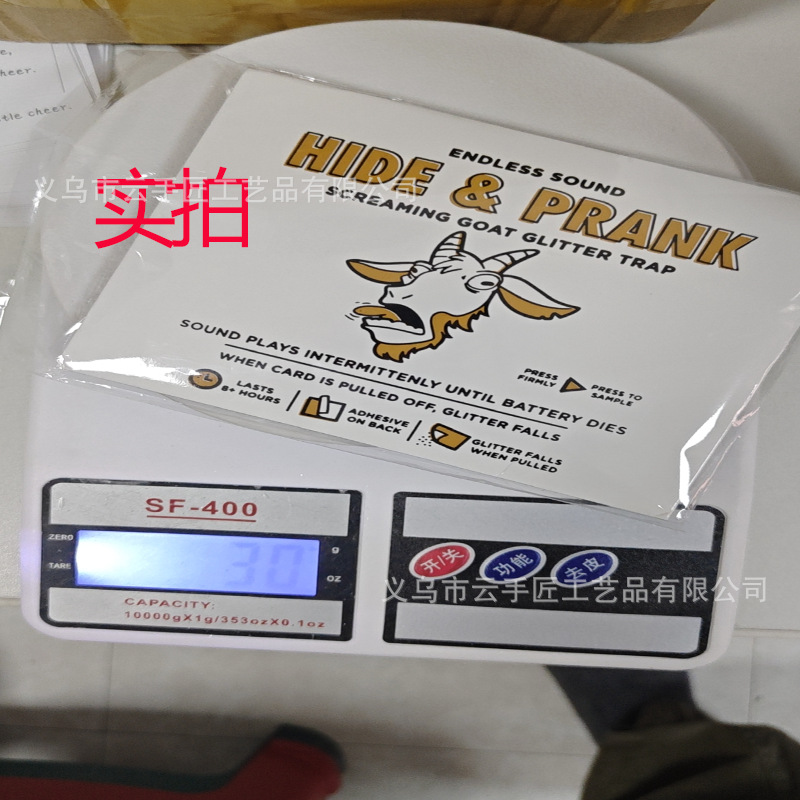 heer.
tle cheer.
义乌市云手匠工艺品有限公司
实拍
ENDLESS SOUND
HIDE & PRANK
SCREAMING GOAT GLITTER TRAP
SOUND PLAYS INTERMITTENLY UNTIL BATTERY DIES
WHEN CARD IS PULLED OFF, GLITTER FALLS
PRESS FIRMLY
PRESS TO SAMPLE
LASTS
8+ HOURS
ADHESIVE
ON BACK
GLITTER FALLS
WHEN PULLED
SF-400
ZERO
TARE
30
g
OZ
CAPACITY:
10000gX1g/353ozX0.1oz
开/关
功能
去皮
义乌市云手匠工艺品有限公司